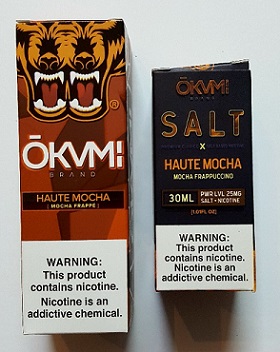 ®
ŌKVMI
BRAND
HAUTE MOCHA
[ MOCHA FRAPPÉ ]
WARNING:
This product
contains nicotine.
Nicotine is an
addictive chemical.
ŌKVMI
BRAND
SALT
X
HAUTE MOCHA
MOCHA FRAPPUCCINO
30ML
PWR LVL 25MG
SALT - NICOTINE
[1.01FL OZ]
WARNING:
This product
contains nicotine.
Nicotine is an
addictive chemical.